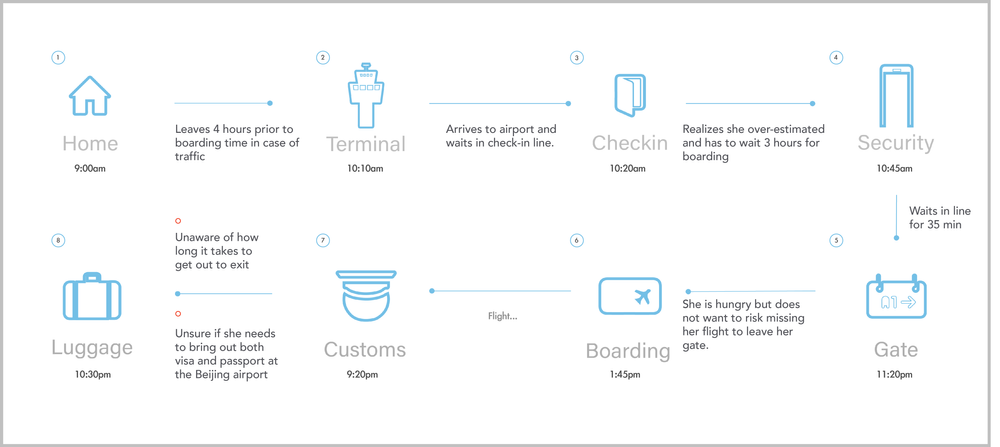 1
Home
9:00am
Leaves 4 hours prior to
boarding time in case of
traffic
2
Terminal
10:10am
Arrives to airport and
waits in check-in line.
3
Checkin
10:20am
Realizes she over-estimated
and has to wait 3 hours for
boarding
4
Security
10:45am
Waits in line
for 35 min
5
A1
Gate
11:20pm
She is hungry but does
not want to risk missing
her flight to leave her
gate.
6
Boarding
1:45pm
Flight...
7
Customs
9:20pm
Unaware of how
long it takes to
get out to exit
Unsure if she needs
to bring out both
visa and passport at
the Beijing airport
8
Luggage
10:30pm